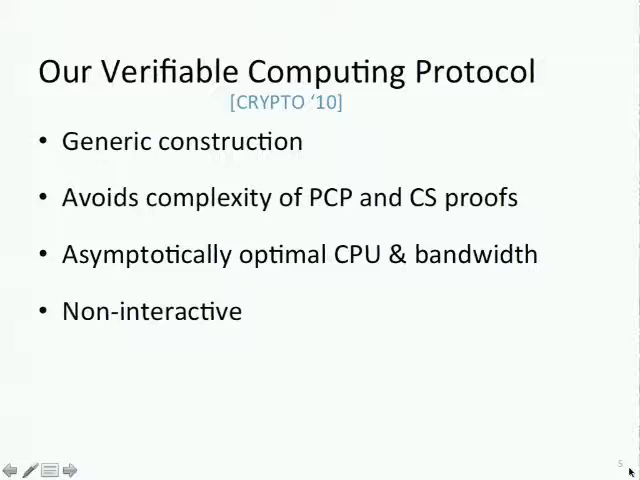 Our Verifiable Computing Protocol
[CRYPTO ‘10]
• Generic construction
• Avoids complexity of PCP and CS proofs
• Asymptotically optimal CPU & bandwidth
• Non-interactive
5